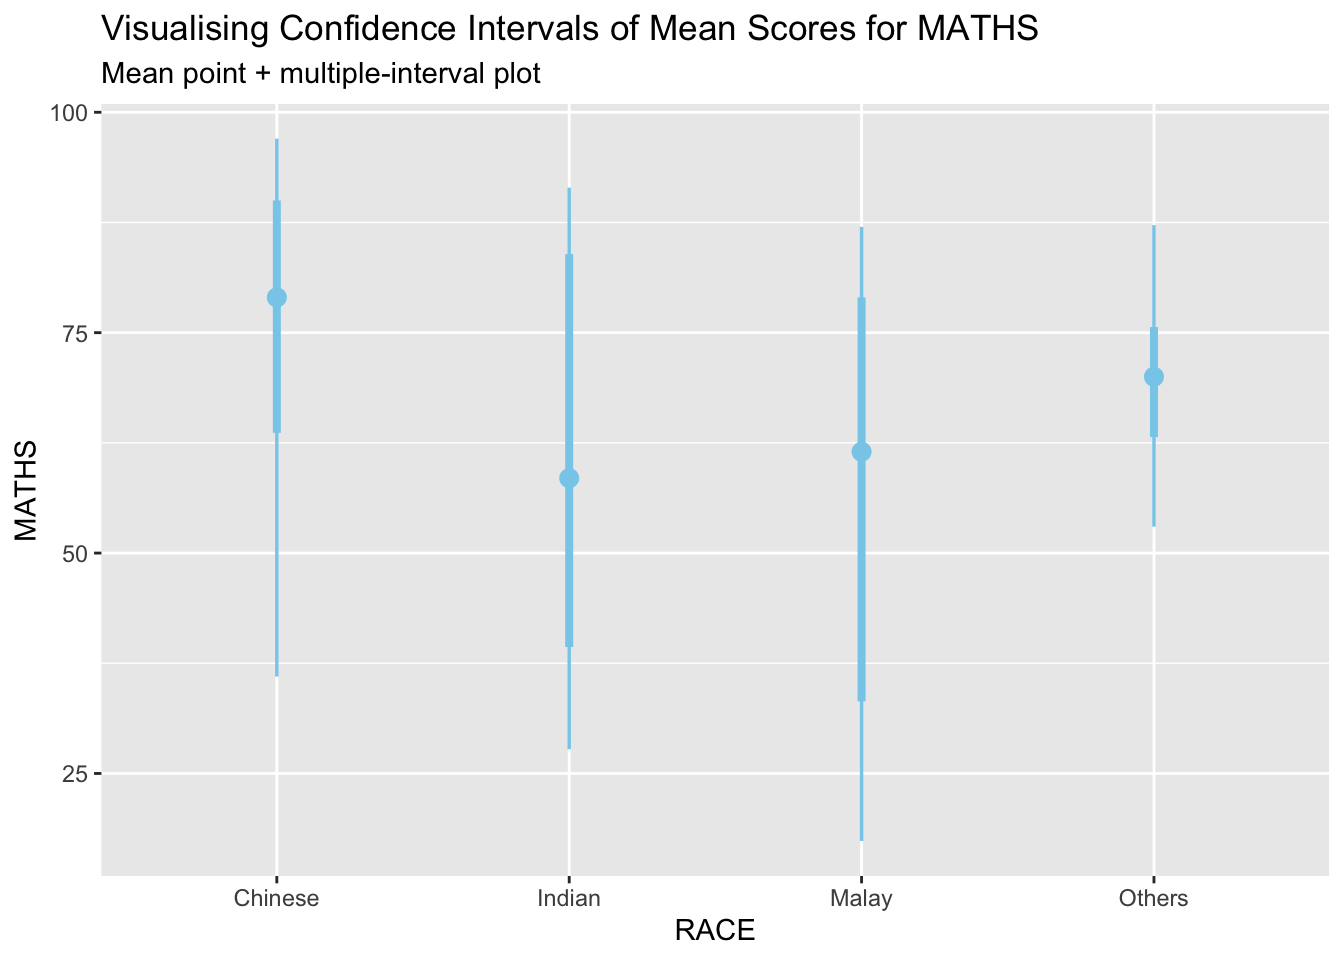 Visualising Confidence Intervals of Mean Scores for MATHS
Mean point + multiple-interval plot
100
75
50
25
MATHS
Chinese Indian Malay Others
RACE